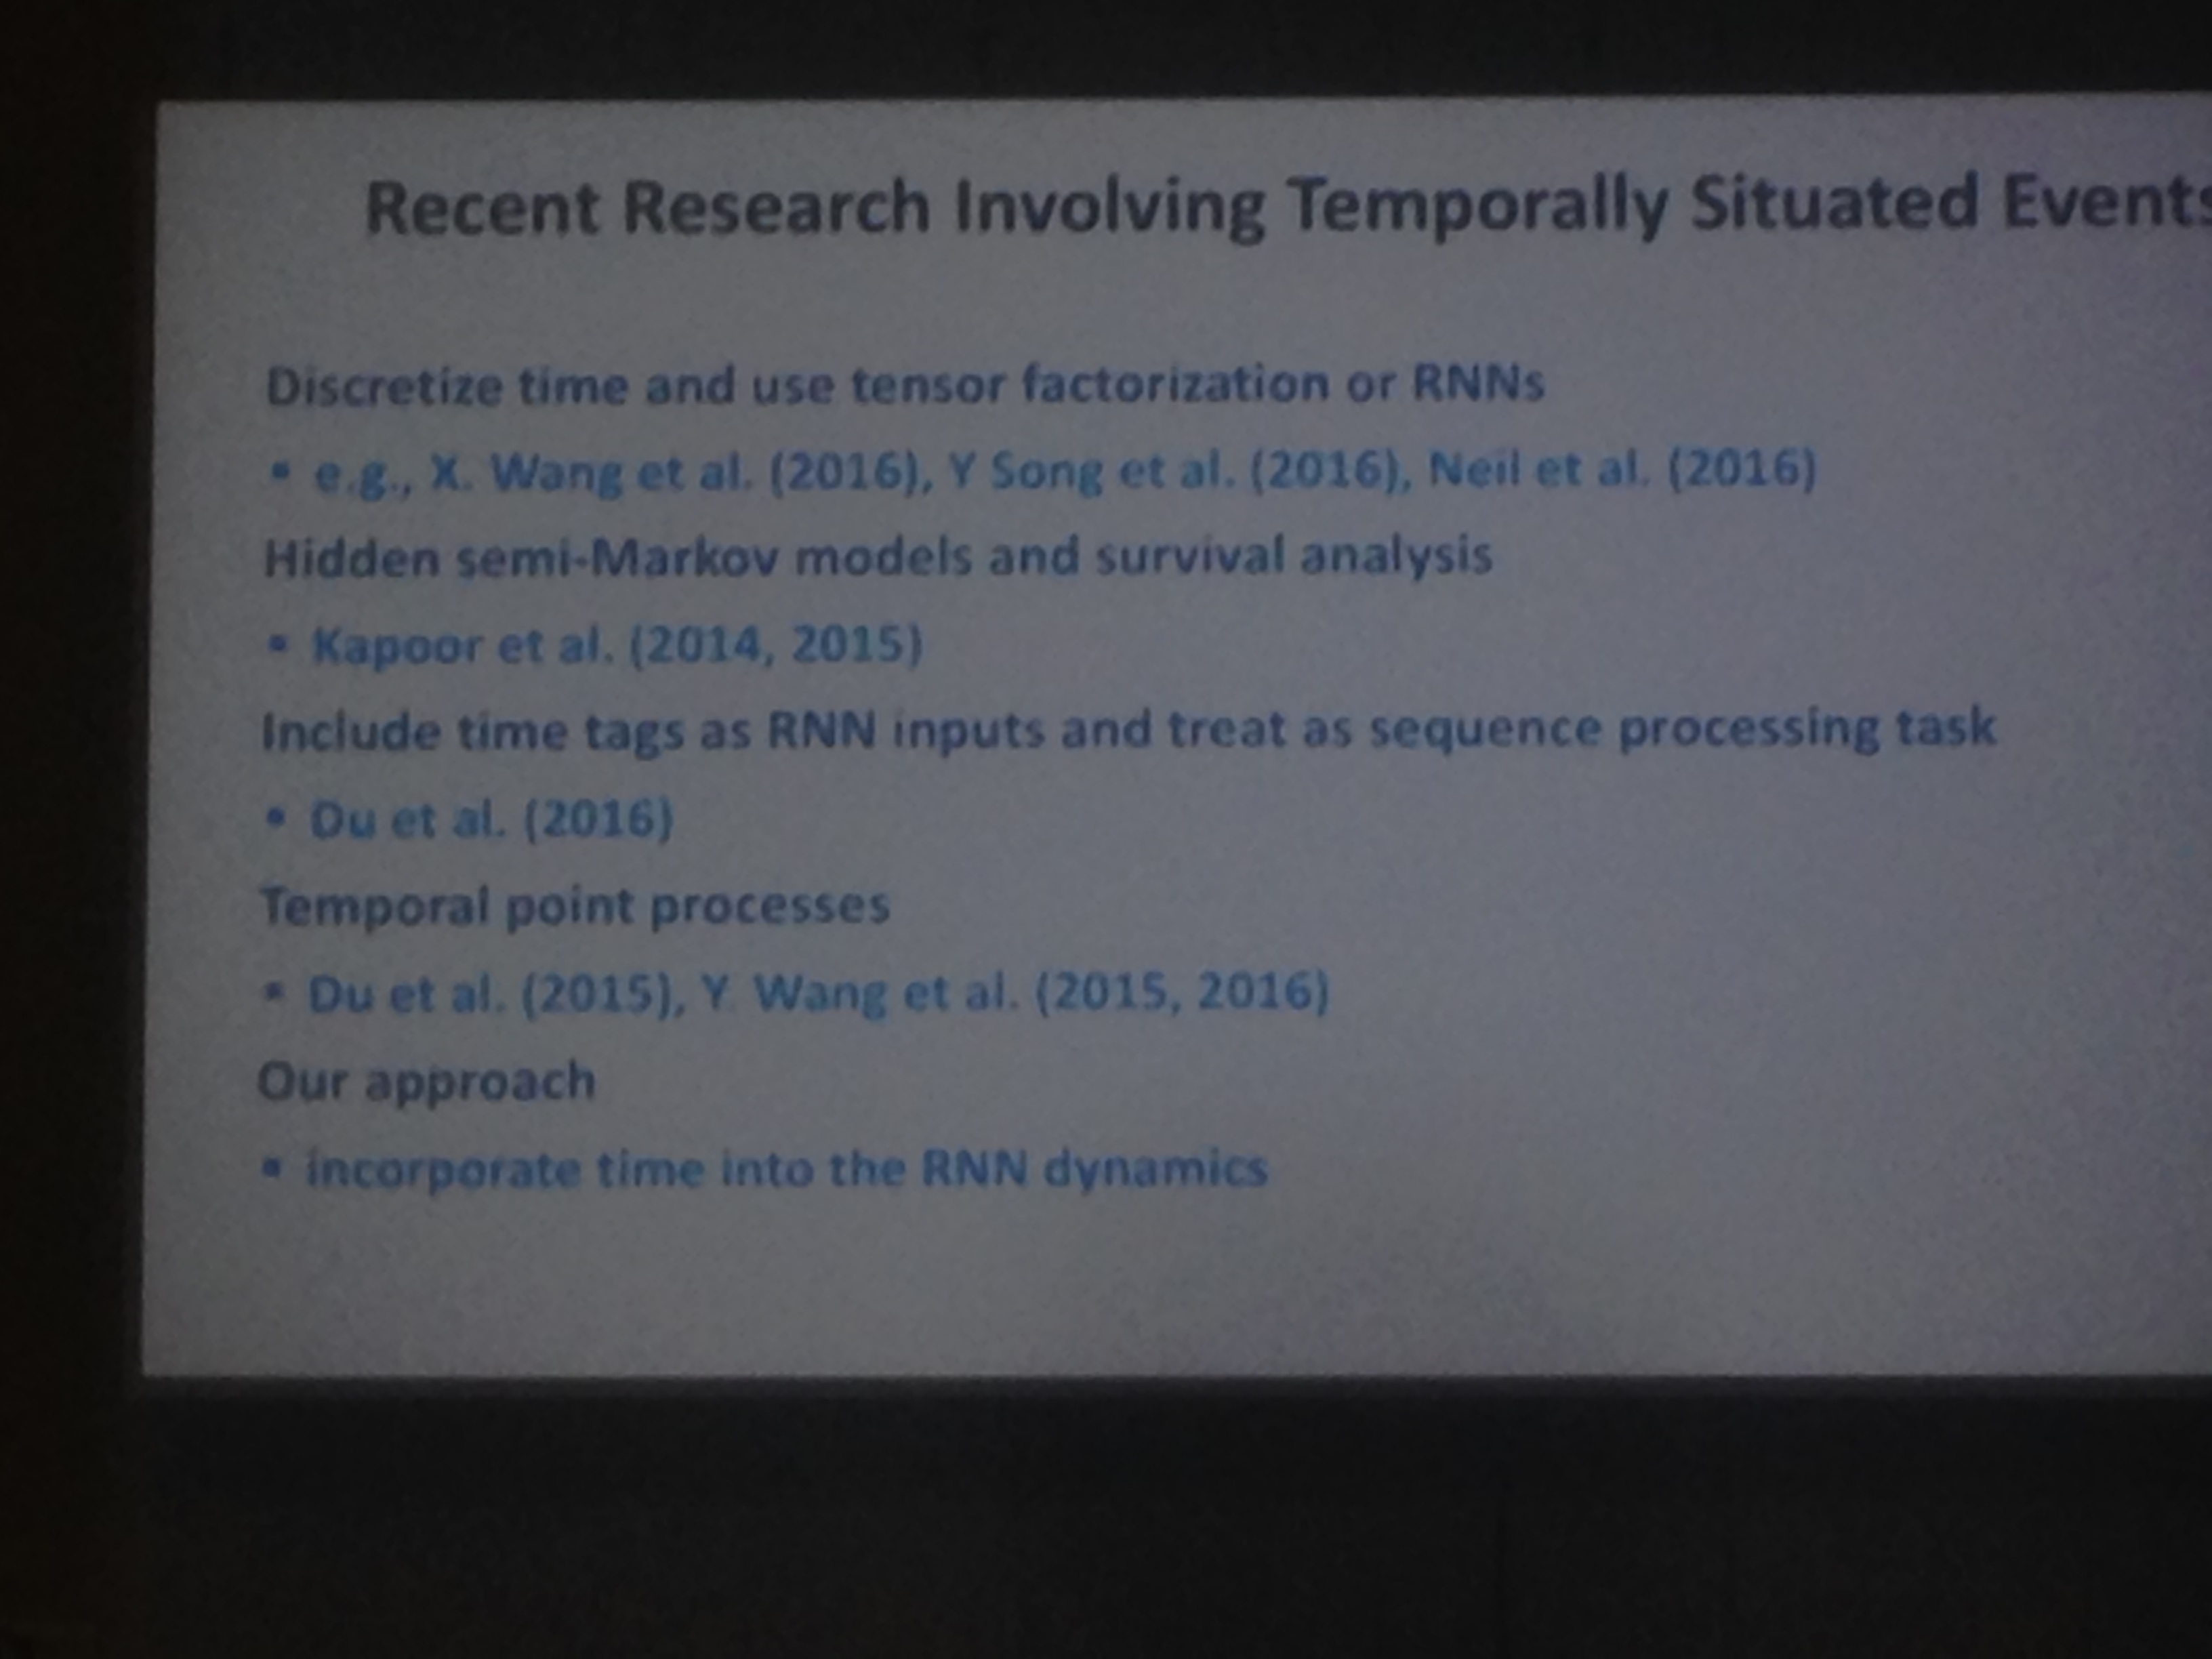 Recent Research Involving Temporally Situated Events
Discretize time and use tensor factorization or RNNs
▪ e.g., X. Wang et al. (2016), Y Song et al. (2016), Neil et al. (2016)
Hidden semi-Markov models and survival analysis
▪ Kapoor et al. (2014, 2015)
Include time tags as RNN inputs and treat as sequence processing task
▪ Du et al. (2016)
Temporal point processes
▪ Du et al. (2015), Y. Wang et al. (2015, 2016)
Our approach
▪ incorporate time into the RNN dynamics